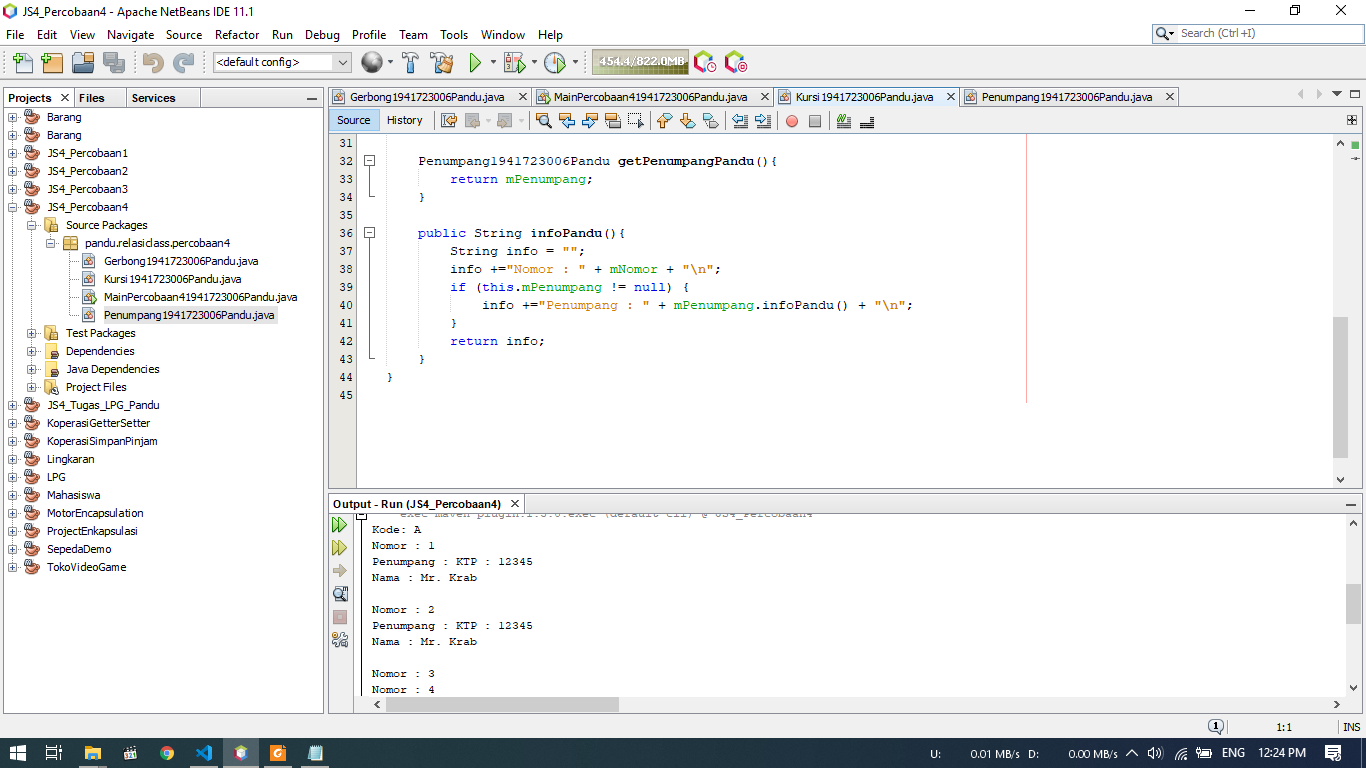 JS4_Percobaan4 - Apache NetBeans IDE 11.1
File Edit View Navigate Source Refactor Run Debug Profile Team Tools Window Help
Search (Ctrl +I)
<default config>
454.4/822.0MB
Projects Files Services
Barang
Barang
JS4_Percobaan1
JS4_Percobaan2
JS4_Percobaan3
JS4_Percobaan4
Source Packages
pandu.relasiclass.percobaan4
Gerbong1941723006Pandu.java
Kursi1941723006Pandu.java
MainPercobaan41941723006Pandu.java
Penumpang1941723006Pandu.java
Test Packages
Dependencies
Java Dependencies
Project Files
JS4_Tugas_LPG_Pandu
KoperasiGetterSetter
KoperasiSimpanPinjam
Lingkaran
LPG
Mahasiswa
MotorEncapsulation
ProjectEnkapsulasi
SepedaDemo
TokoVideoGame
Gerbong1941723006Pandu.java MainPercobaan41941723006Pandu.java Kursi1941723006Pandu.java Penumpang1941723006Pandu.java
Source History
31
32 Penumpang1941723006Pandu getPenumpangPandu(){
33 return mPenumpang;
34 }
35
36 public String infoPandu(){
37 String info = "";
38 info +="Nomor : " + mNomor + "\n";
39 if (this.mPenumpang != null) {
40 info +="Penumpang : " + mPenumpang.infoPandu() + "\n";
41 }
42 return info;
43 }
44 }
45
Output - Run (JS4_Percobaan4)
Kode: A
Nomor : 1
Penumpang : KTP : 12345
Nama : Mr. Krab
Nomor : 2
Penumpang : KTP : 12345
Nama : Mr. Krab
Nomor : 3
Nomor : 4
1 1:1 INS
U: 0.01 MB/s D: 0.00 MB/s ENG 12:24 PM